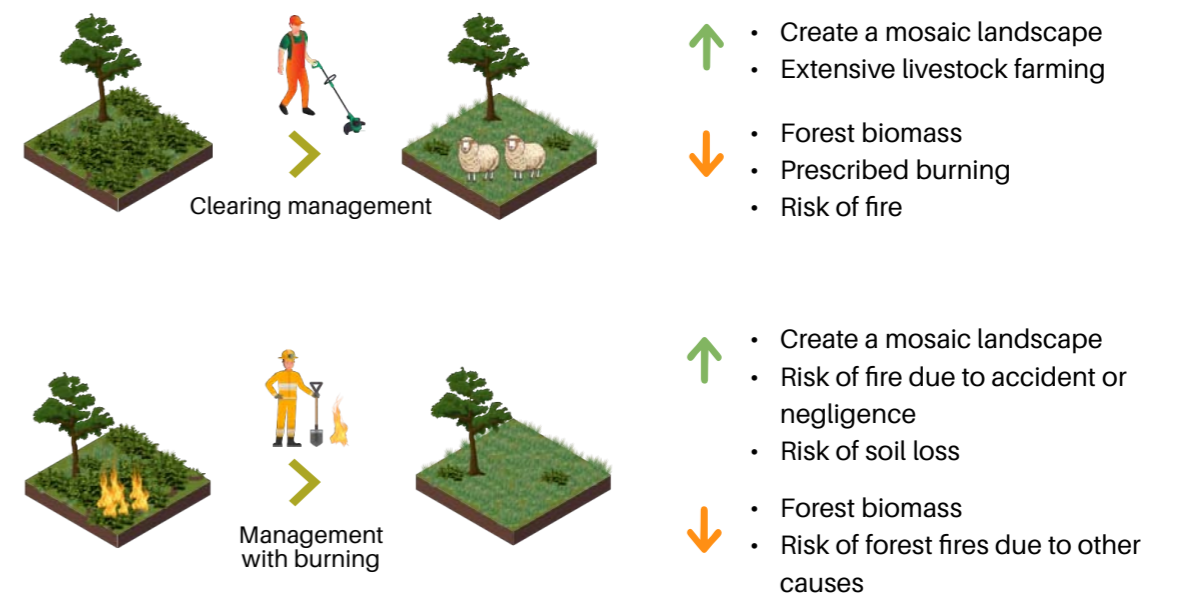 • Create a mosaic landscape
• Extensive livestock farming
• Forest biomass
• Prescribed burning
• Risk of fire
Clearing management
• Create a mosaic landscape
• Risk of fire due to accident or
negligence
• Risk of soil loss
• Forest biomass
• Risk of forest fires due to other
causes
Management
with burning